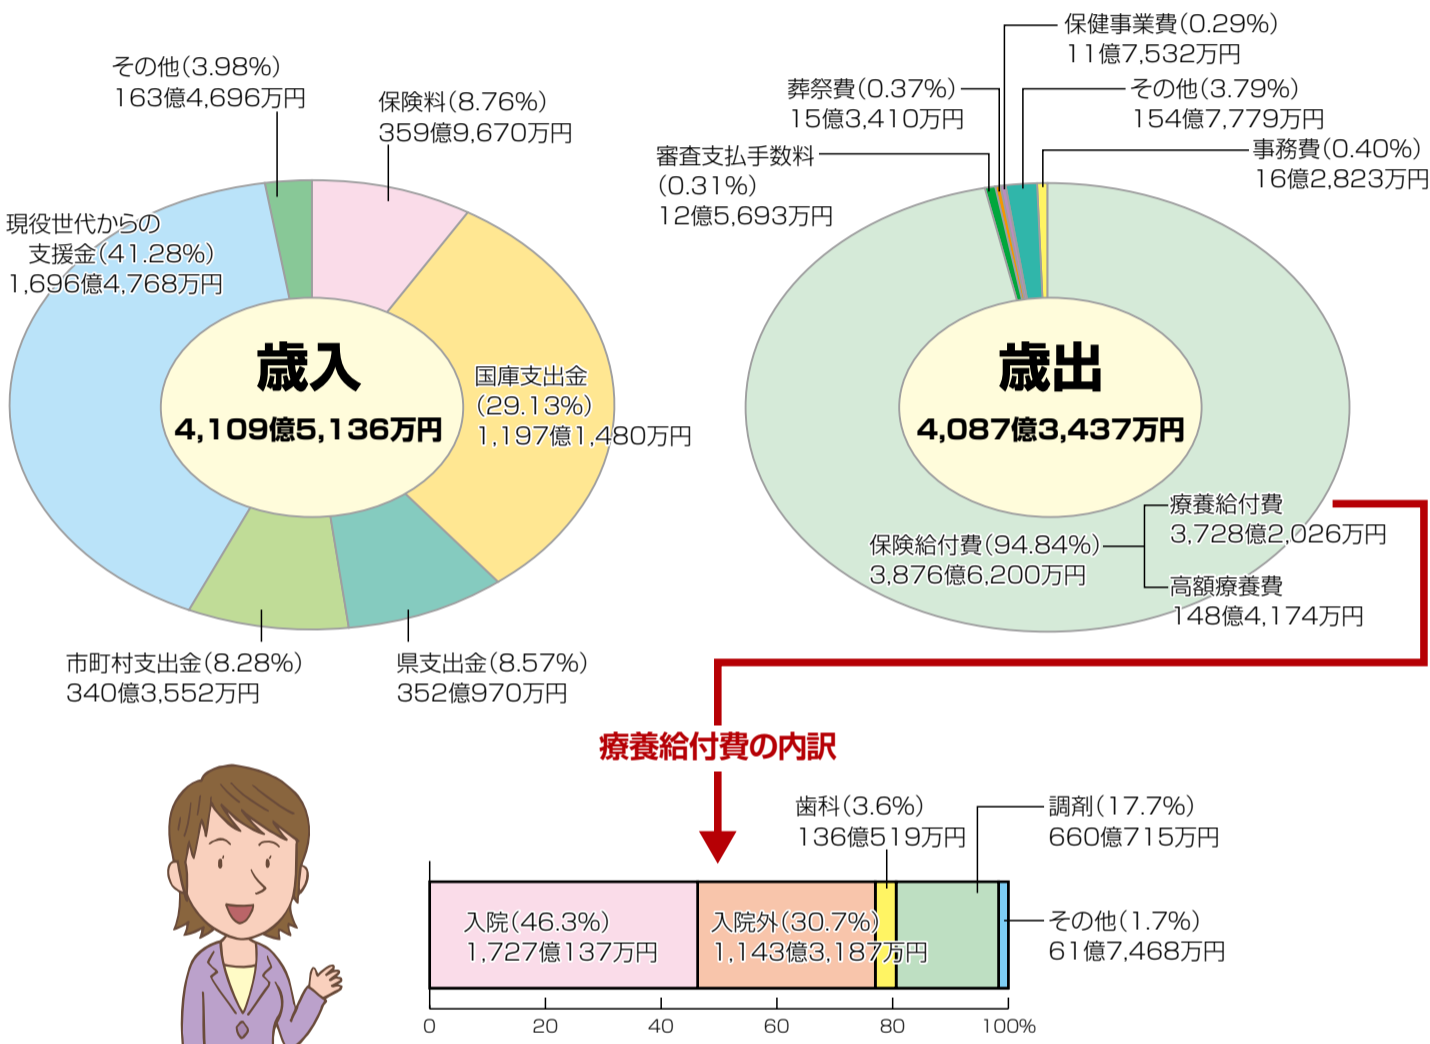 その他(3.98%)
163億4,696万円
保険料(8.76%)
359億9,670万円
現役世代からの
支援金(41.28%)
1,696億4,768万円
歳入
4,109億5,136万円
国庫支出金
(29.13%)
1,197億1,480万円
市町村支出金(8.28%)
340億3,552万円
県支出金(8.57%)
352億970万円
保健事業費(0.29%)
11億7,532万円
葬祭費(0.37%)
15億3,410万円
その他(3.79%)
154億7,779万円
審査支払手数料
(0.31%)
12億5,693万円
事務費(0.40%)
16億2,823万円
歳出
4,087億3,437万円
保険給付費(94.84%)
3,876億6,200万円
療養給付費
3,728億2,026万円
高額療養費
148億4,174万円
療養給付費の内訳
歯科(3.6%)
136億519万円
調剤(17.7%)
660億715万円
入院(46.3%)
1,727億137万円
入院外(30.7%)
1,143億3,187万円
その他(1.7%)
61億7,468万円
0 20 40 60 80 100%